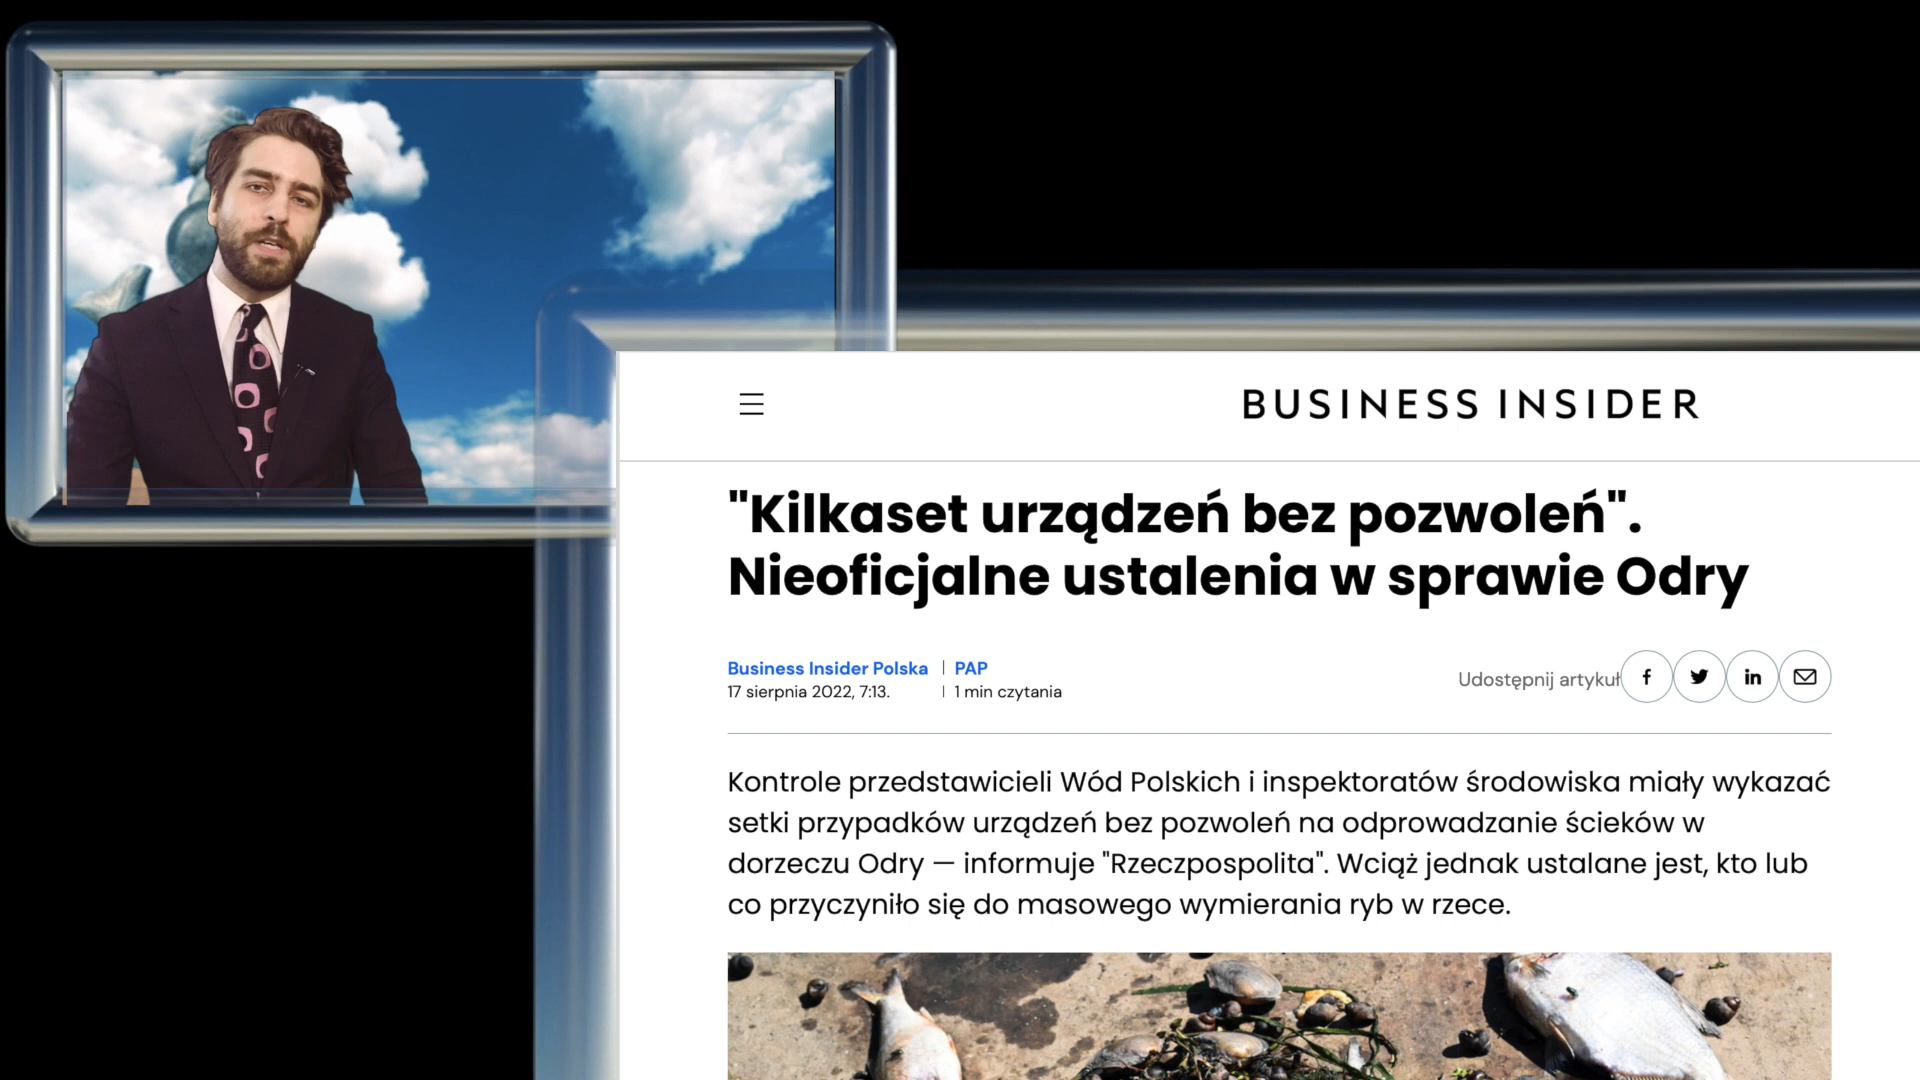 BUSINESS INSIDER
"Kilkaset urządzeń bez pozwoleń".
Nieoficjalne ustalenia w sprawie Odry
Business Insider Polska | PAP
17 sierpnia 2022, 7:13. | 1 min czytania
Udostępnij artykuł
Kontrole przedstawicieli Wód Polskich i inspektoratów środowiska miały wykazać
setki przypadków urządzeń bez pozwoleń na odprowadzanie ścieków w
dorzeczu Odry — informuje "Rzeczpospolita". Wciąż jednak ustalane jest, kto lub
co przyczyniło się do masowego wymierania ryb w rzece.